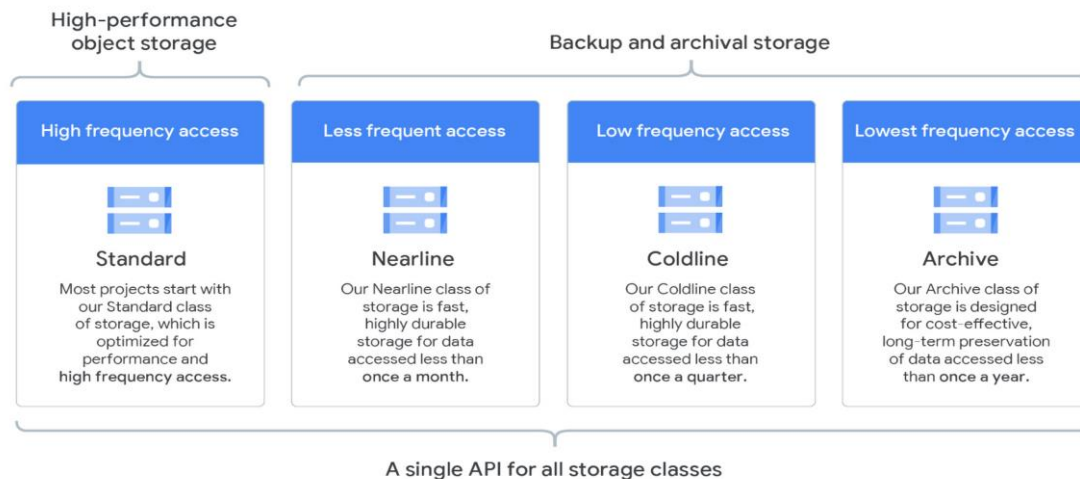 High-performance
object storage
Backup and archival storage
High frequency access
Standard
Most projects start with
our Standard class
of storage, which is
optimized for
performance and
high frequency access.
Less frequent access
Nearline
Our Nearline class of
storage is fast,
highly durable
storage for data
accessed less than
once a month.
Low frequency access
Coldline
Our Coldline class
of storage is fast,
highly durable
storage for data
accessed less than
once a quarter.
Lowest frequency access
Archive
Our Archive class of
storage is designed
for cost-effective,
long-term preservation
of data accessed less
than once a year.
A single API for all storage classes